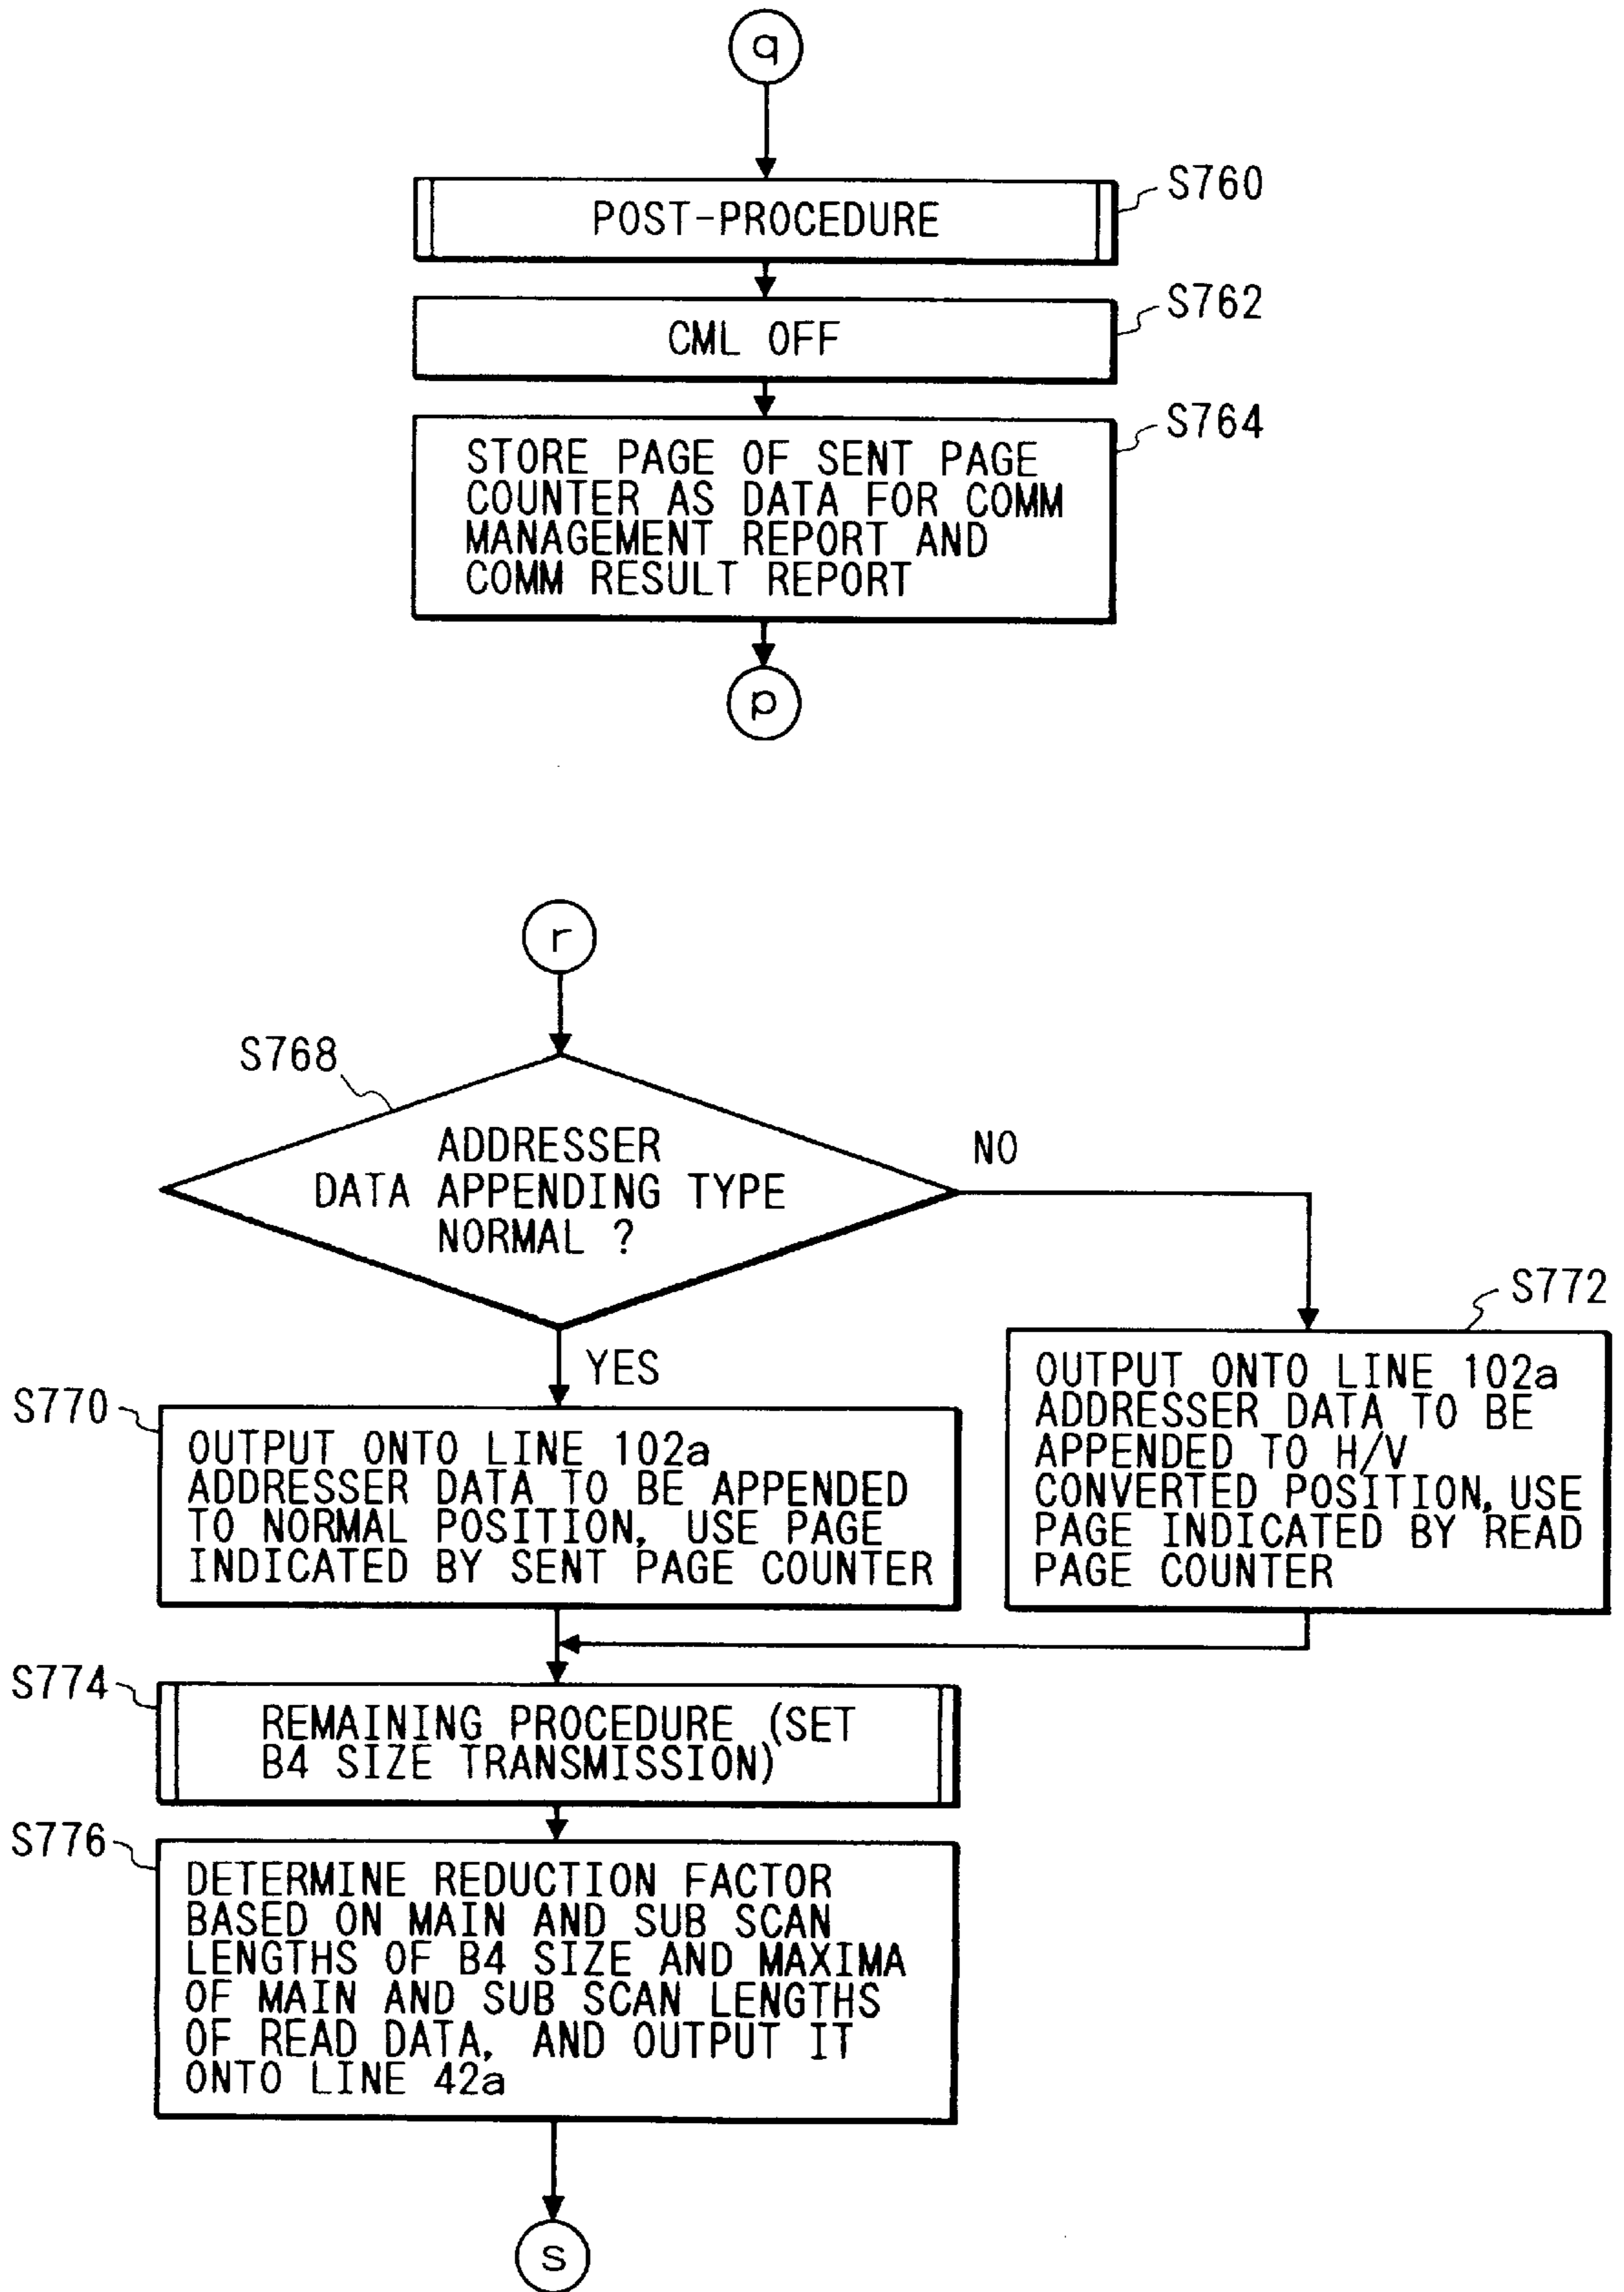 q
S760
POST-PROCEDURE
S762
CML OFF
S764
STORE PAGE OF SENT PAGE
COUNTER AS DATA FOR COMM
MANAGEMENT REPORT AND
COMM RESULT REPORT
p
r
S768
ADDRESSER
DATA APPENDING TYPE
NORMAL ?
NO
YES
S770
OUTPUT ONTO LINE 102a
ADDRESSER DATA TO BE APPENDED
TO NORMAL POSITION, USE PAGE
INDICATED BY SENT PAGE COUNTER
S772
OUTPUT ONTO LINE 102a
ADDRESSER DATA TO BE
APPENDED TO H/V
CONVERTED POSITION, USE
PAGE INDICATED BY READ
PAGE COUNTER
S774
REMAINING PROCEDURE (SET
B4 SIZE TRANSMISSION)
S776
DETERMINE REDUCTION FACTOR
BASED ON MAIN AND SUB SCAN
LENGTHS OF B4 SIZE AND MAXIMA
OF MAIN AND SUB SCAN LENGTHS
OF READ DATA, AND OUTPUT IT
ONTO LINE 42a
s